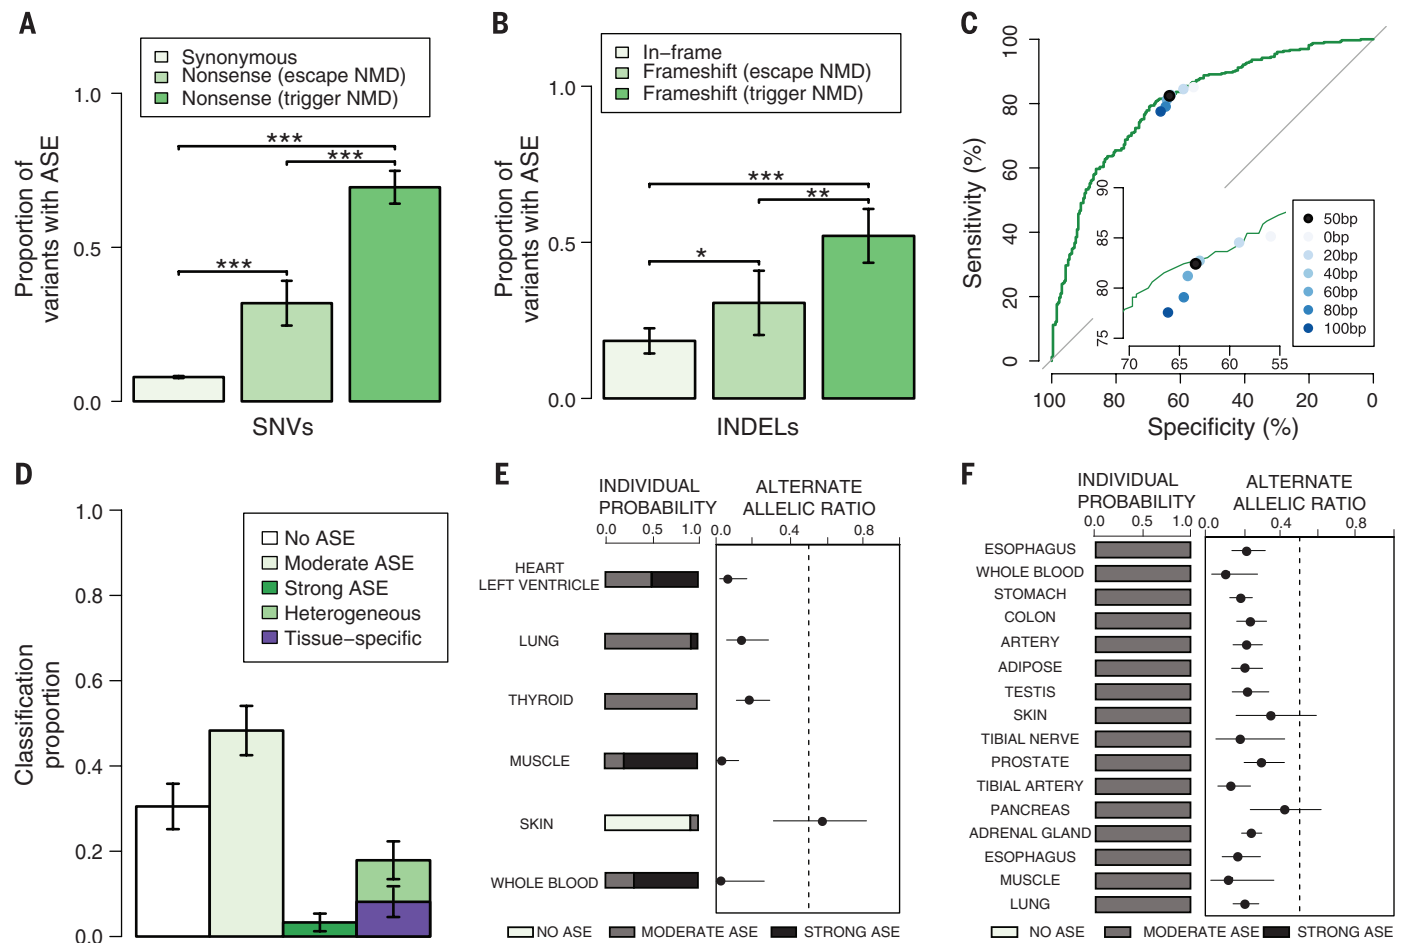 A
Synonymous
Nonsense (escape NMD)
Nonsense (trigger NMD)
Proportion of
variants with ASE
1.0
0.5
0.0
***
***
***
SNVs
B
In−frame
Frameshift (escape NMD)
Frameshift (trigger NMD)
Proportion of
variants with ASE
1.0
0.5
0.0
***
**
*
INDELs
C
Sensitivity (%)
100
80
60
40
20
0
90
85
80
75
70 65 60 55
50bp
0bp
20bp
40bp
60bp
80bp
100bp
100 80 60 40 20 0
Specificity (%)
D
Classification
proportion
1.0
0.8
0.6
0.4
0.2
0.0
No ASE
Moderate ASE
Strong ASE
Heterogeneous
Tissue−specific
E
INDIVIDUAL
PROBABILITY
ALTERNATE
ALLELIC RATIO
0.0 0.5 1.0 0.0 0.4 0.8
HEART
LEFT VENTRICLE
LUNG
THYROID
MUSCLE
SKIN
WHOLE BLOOD
NO ASE MODERATE ASE STRONG ASE
F
INDIVIDUAL
PROBABILITY
ALTERNATE
ALLELIC RATIO
0.0 0.5 1.0 0.0 0.4 0.8
ESOPHAGUS
WHOLE BLOOD
STOMACH
COLON
ARTERY
ADIPOSE
TESTIS
SKIN
TIBIAL NERVE
PROSTATE
TIBIAL ARTERY
PANCREAS
ADRENAL GLAND
ESOPHAGUS
MUSCLE
LUNG
NO ASE MODERATE ASE STRONG ASE